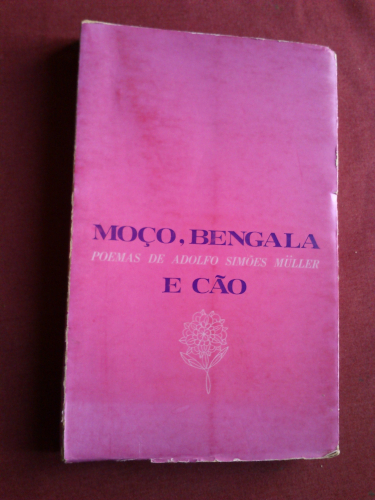 MOÇO, BENGALA
POEMAS DE ADOLFO SIMÕES MÜLLER
E CÃO